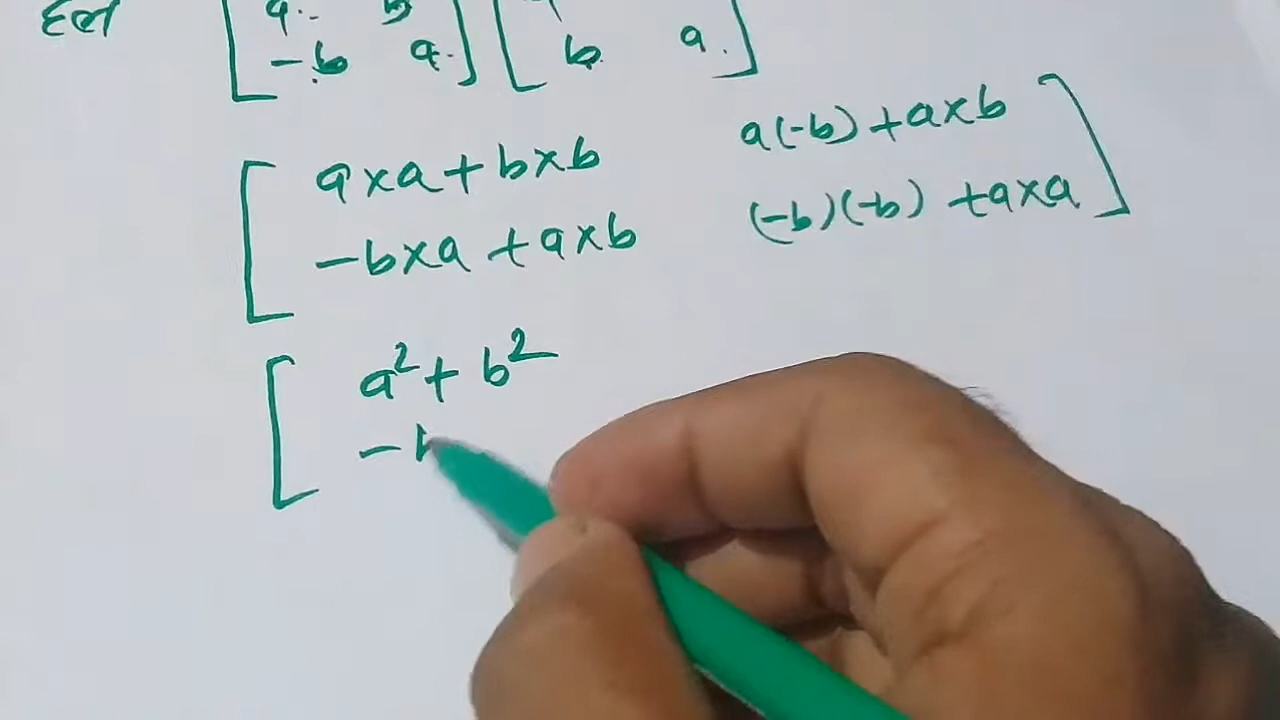 हल [ a b
-b a ] [ b a ]
[ a×a+b×b a(-b)+a×b
-b×a+a×b (-b)(-b)+a×a ]
[ a²+b²
-b